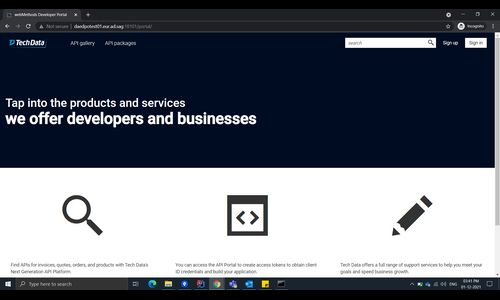 webMethods Developer Portal
Not secure | daedpotest01.eur.ad.sag:18101/portal/
Incognito
TechData
API gallery
API packages
search
Sign up
Sign in
Tap into the products and services
we offer developers and businesses
Find APIs for invoices, quotes, orders, and products with Tech Data's
Next Generation API Platform.
You can access the API Portal to create access tokens to obtain client
ID credentials and build your application.
Tech Data offers a full range of support services to help you meet your
goals and speed business growth.
Type here to search
ENG
03:41 PM
01-12-2021